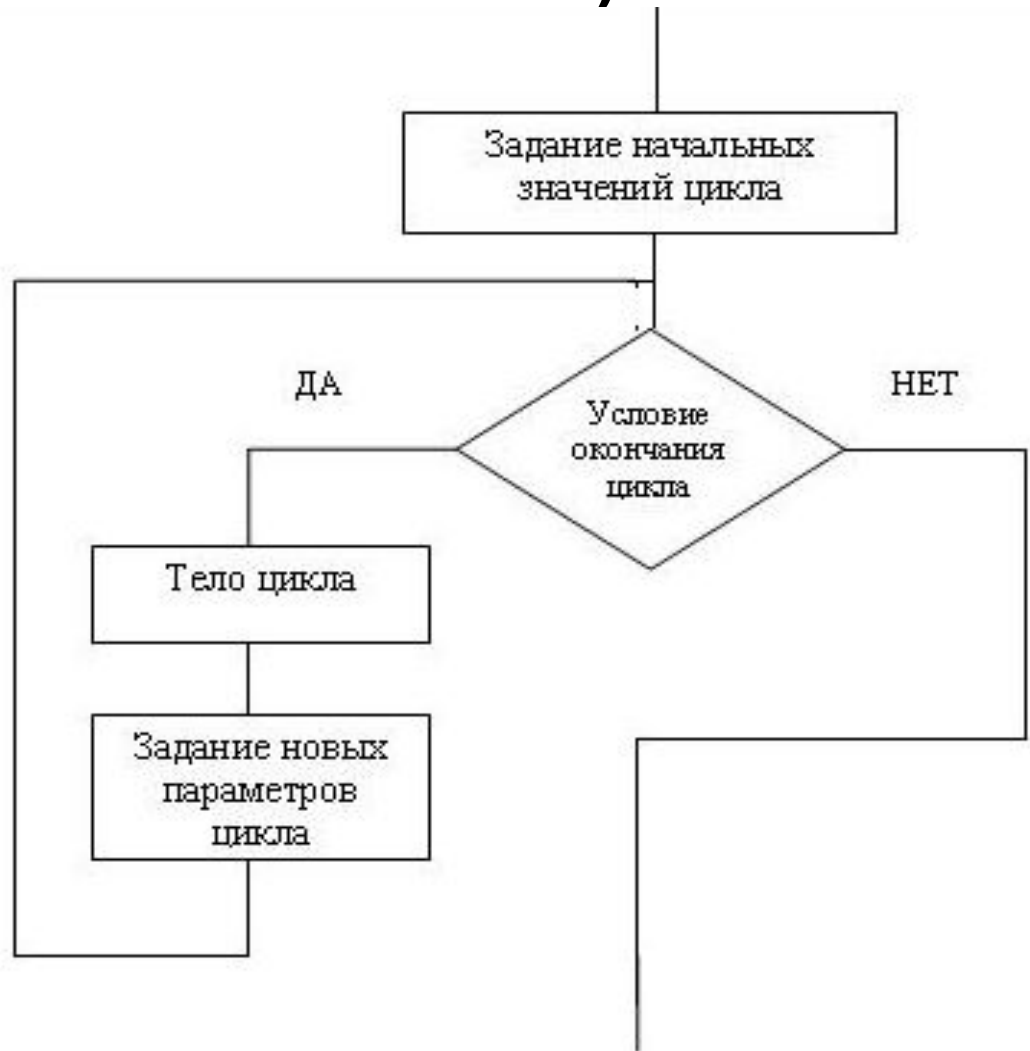 Задание начальных
значений цикла
ДА
НЕТ
Условие
окончания
цикла
Тело цикла
Задание новых
параметров
цикла